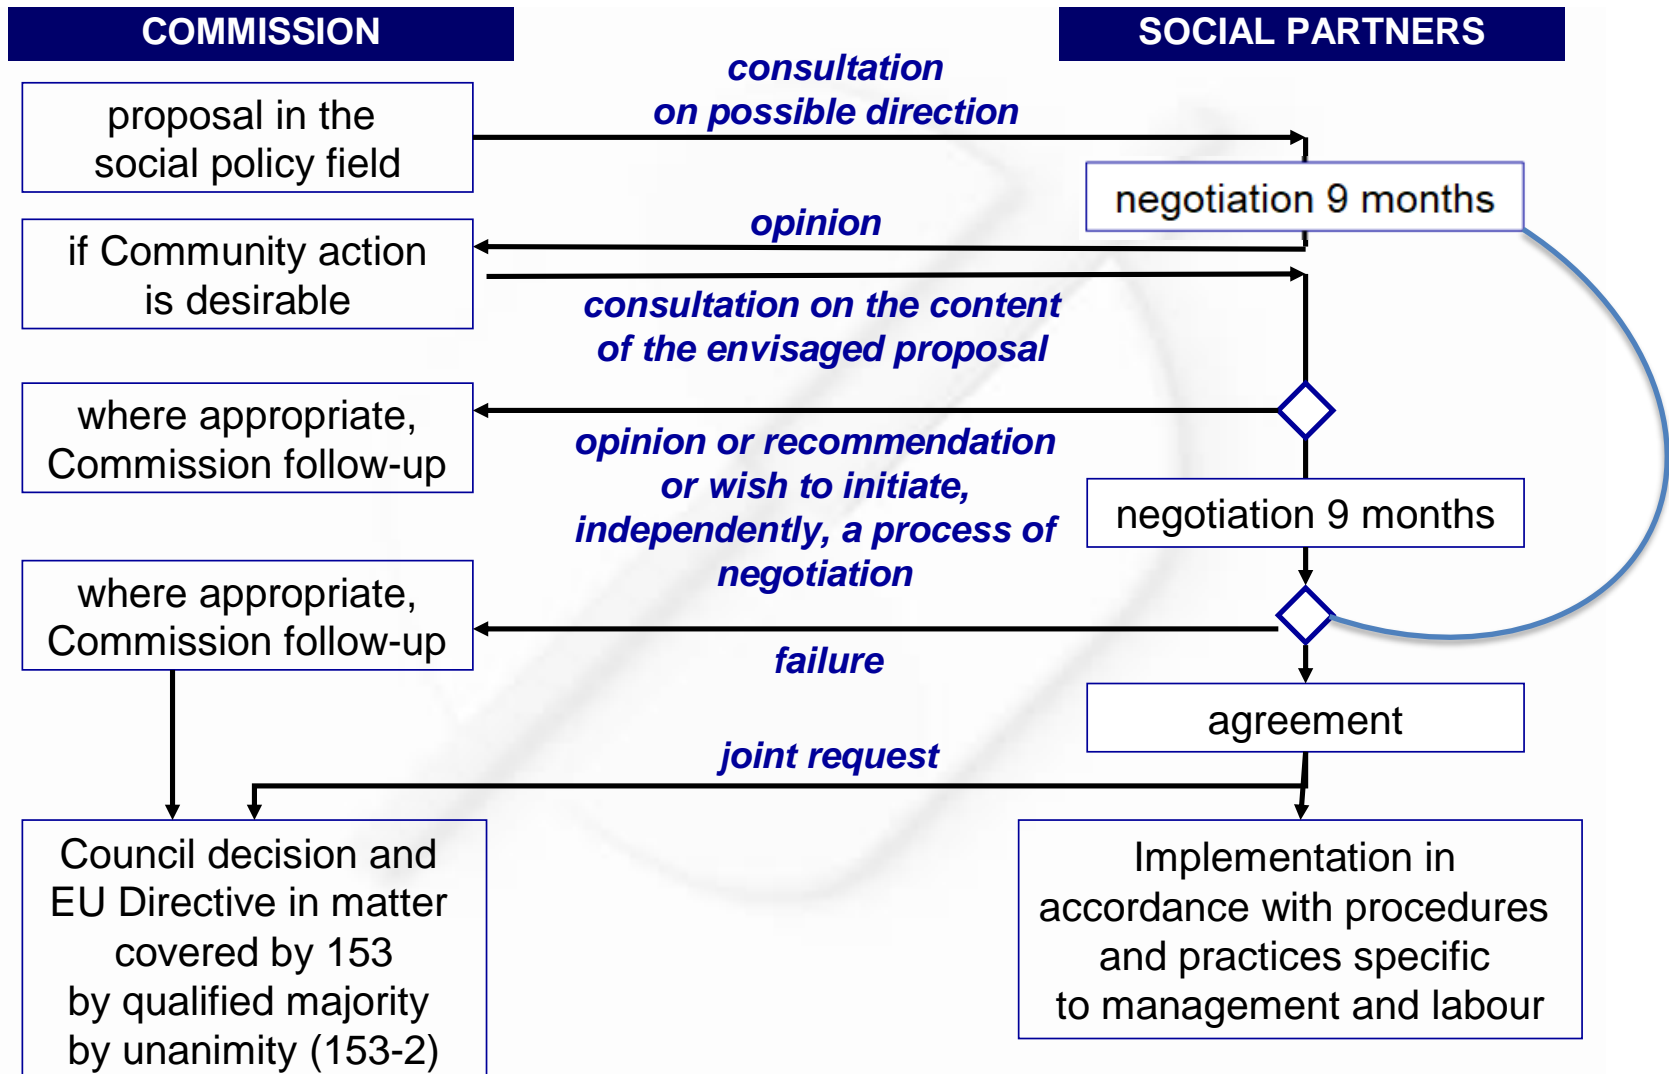 COMMISSION
SOCIAL PARTNERS
consultation
on possible direction
proposal in the
social policy field
negotiation 9 months
opinion
if Community action
is desirable
consultation on the content
of the envisaged proposal
where appropriate,
Commission follow-up
opinion or recommendation
or wish to initiate,
independently, a process of
negotiation
negotiation 9 months
where appropriate,
Commission follow-up
failure
agreement
joint request
Council decision and
EU Directive in matter
covered by 153
by qualified majority
by unanimity (153-2)
Implementation in
accordance with procedures
and practices specific
to management and labour